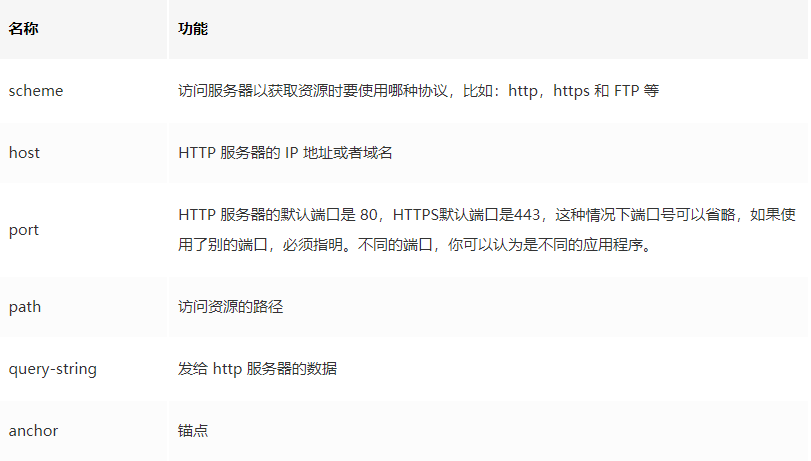 名称 功能
scheme 访问服务器以获取资源时要使用哪种协议，比如：http，https 和 FTP 等
host HTTP 服务器的 IP 地址或者域名
port HTTP 服务器的默认端口是 80，HTTPS默认端口是443，这种情况下端口号可以省略，如果使
用了别的端口，必须指明。不同的端口，你可以认为是不同的应用程序。
path 访问资源的路径
query-string 发给 http 服务器的数据
anchor 锚点